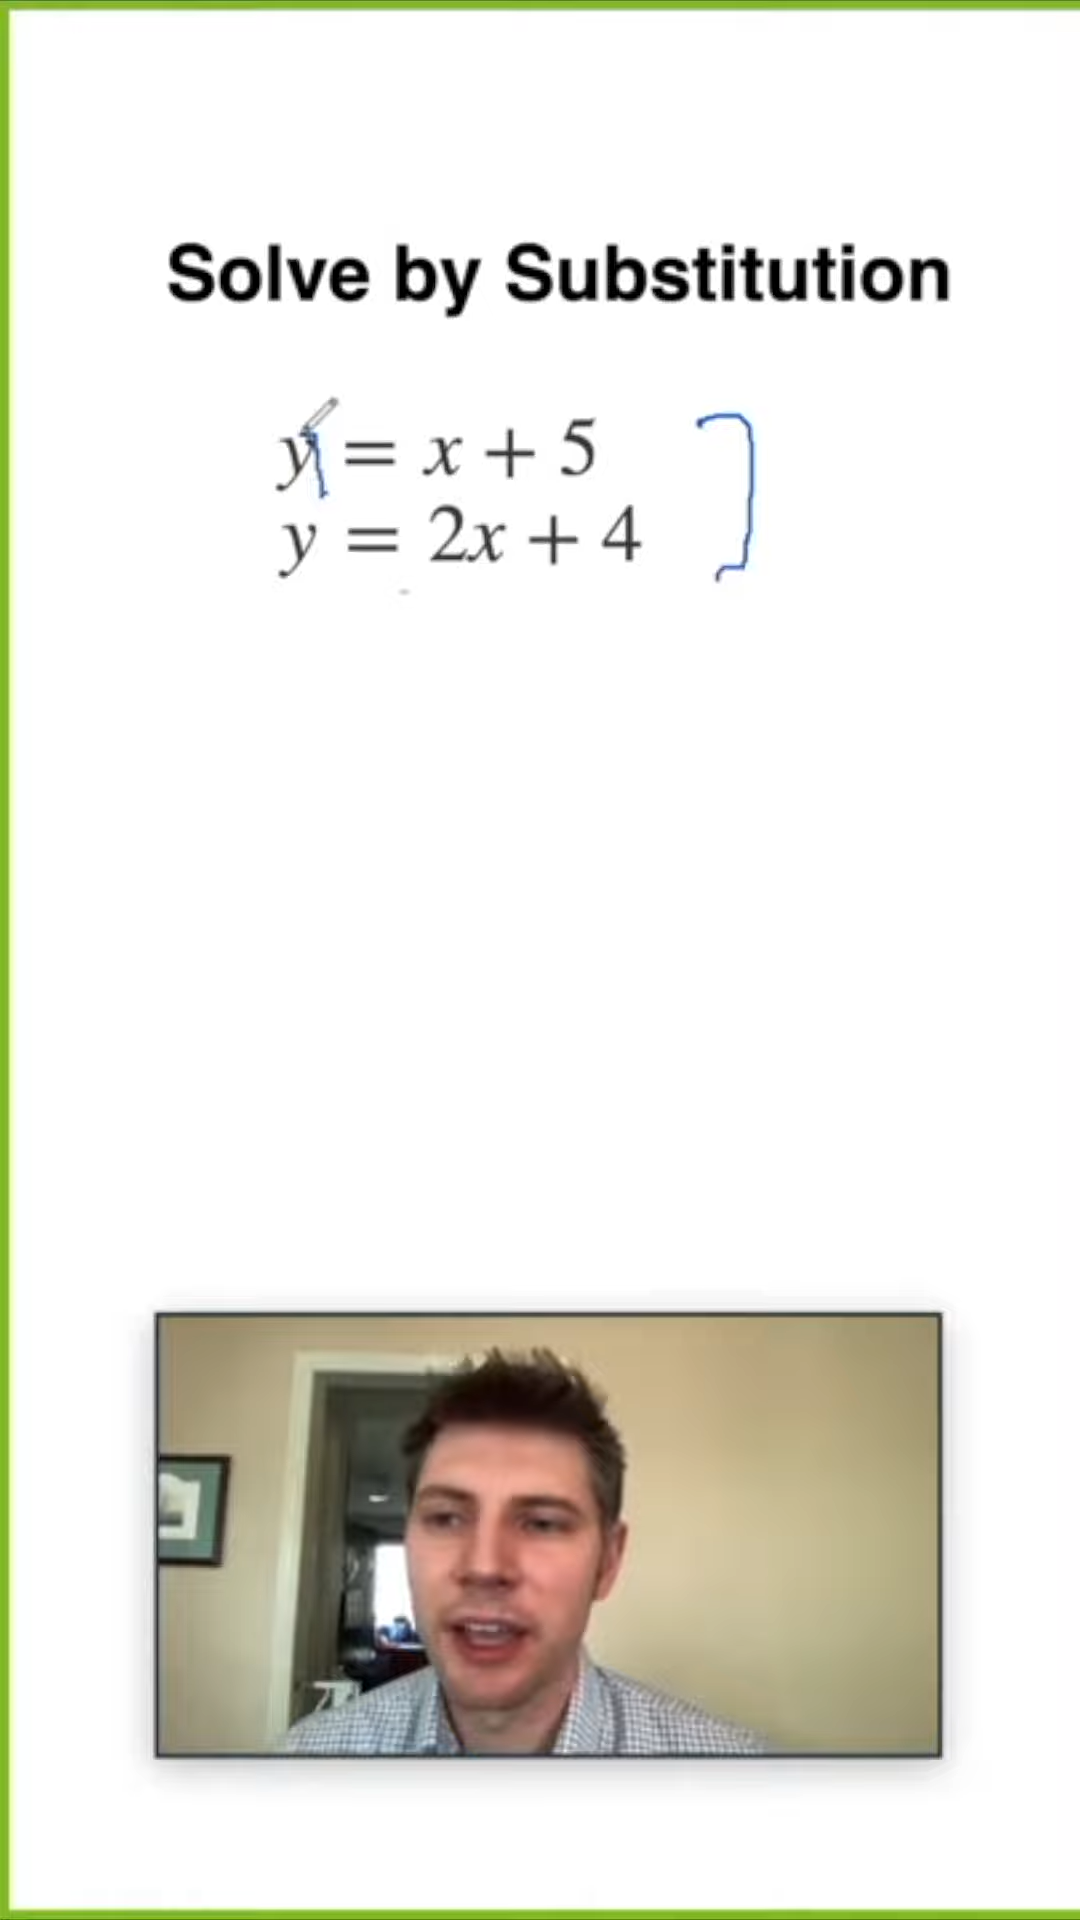 Solve by Substitution
y = x + 5
y = 2x + 4